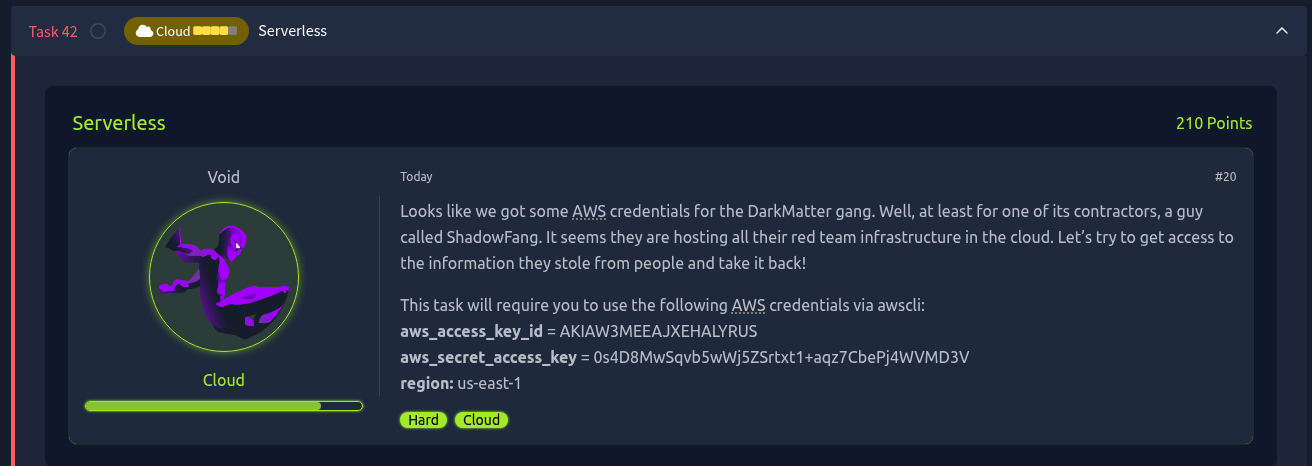 Task 42
Cloud
Serverless
Serverless
210 Points
Void
Cloud
Today
#20
Looks like we got some AWS credentials for the DarkMatter gang. Well, at least for one of its contractors, a guy
called ShadowFang. It seems they are hosting all their red team infrastructure in the cloud. Let’s try to get access to
the information they stole from people and take it back!
This task will require you to use the following AWS credentials via awscli:
aws_access_key_id = AKIAW3MEEAJXEHALYRUS
aws_secret_access_key = 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
region: us-east-1
Hard Cloud